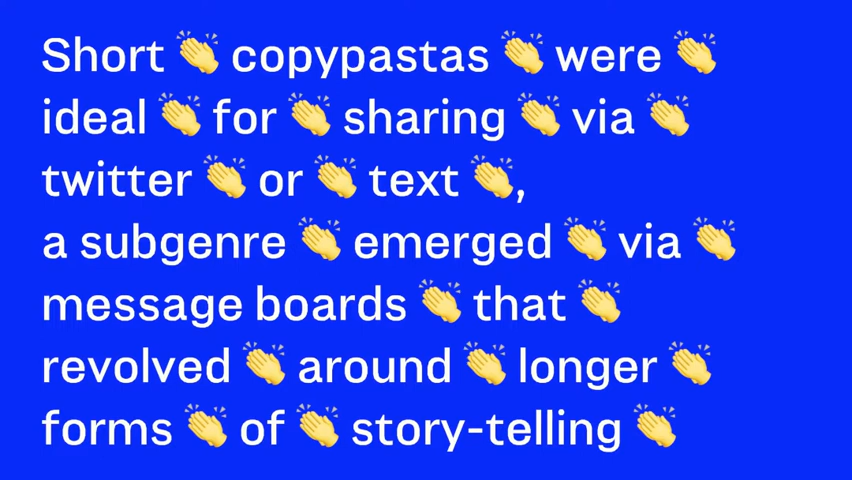 Short 👏 copypastas 👏 were 👏
ideal 👏 for 👏 sharing 👏 via 👏
twitter 👏 or 👏 text 👏,
a subgenre 👏 emerged 👏 via 👏
message boards 👏 that 👏
revolved 👏 around 👏 longer 👏
forms 👏 of 👏 story-telling 👏